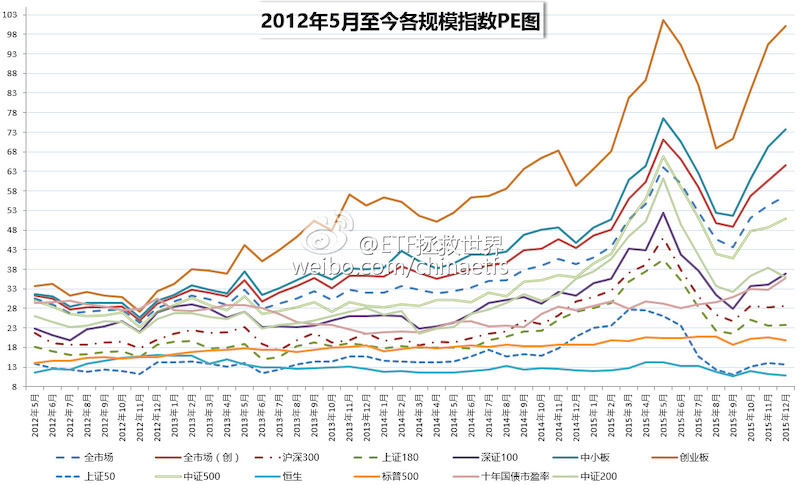 2012年5月至今各规模指数PE图
103
98
93
88
83
78
73
68
63
58
53
48
43
38
33
28
23
18
13
8
@ETF拯救世界
weibo.com/chinaetfs
2012年5月
2012年6月
2012年7月
2012年8月
2012年9月
2012年10月
2012年11月
2012年12月
2013年1月
2013年2月
2013年3月
2013年4月
2013年5月
2013年6月
2013年7月
2013年8月
2013年9月
2013年10月
2013年11月
2013年12月
2014年1月
2014年2月
2014年3月
2014年4月
2014年5月
2014年6月
2014年7月
2014年8月
2014年9月
2014年10月
2014年11月
2014年12月
2015年1月
2015年2月
2015年3月
2015年4月
2015年5月
2015年6月
2015年7月
2015年8月
2015年9月
2015年10月
2015年11月
2015年12月
全市场 全市场（创） 沪深300 上证180 深证100 中小板 创业板
上证50 中证500 恒生 标普500 十年国债市盈率 中证200